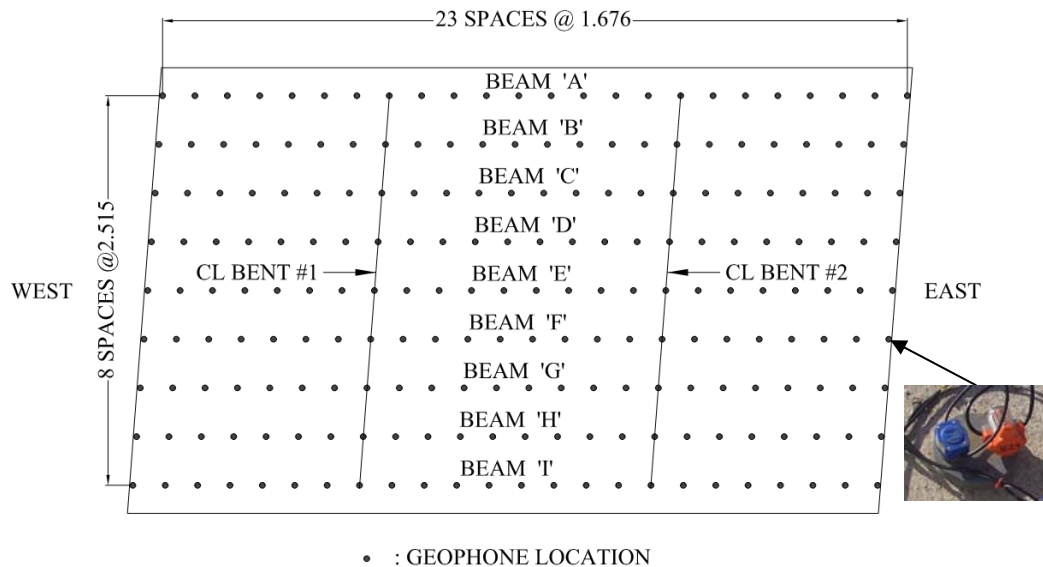 23 SPACES @ 1.676
BEAM 'A'
BEAM 'B'
BEAM 'C'
8 SPACES @2.515
BEAM 'D'
CL BENT #1
BEAM 'E'
CL BENT #2
WEST
EAST
BEAM 'F'
BEAM 'G'
BEAM 'H'
BEAM 'I'
: GEOPHONE LOCATION